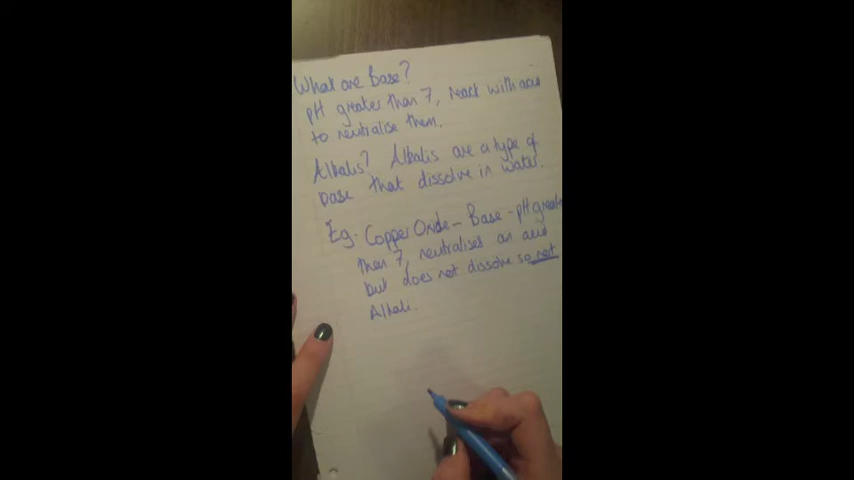 What are Base?
pH greater than 7, react with acid
to neutralise them.
Alkalis? Alkalis are a type of
base that dissolve in water.
Eg. Copper Oxide - Base - pH greater
then 7, neutralises an acid
but does not dissolve so not
Alkali.